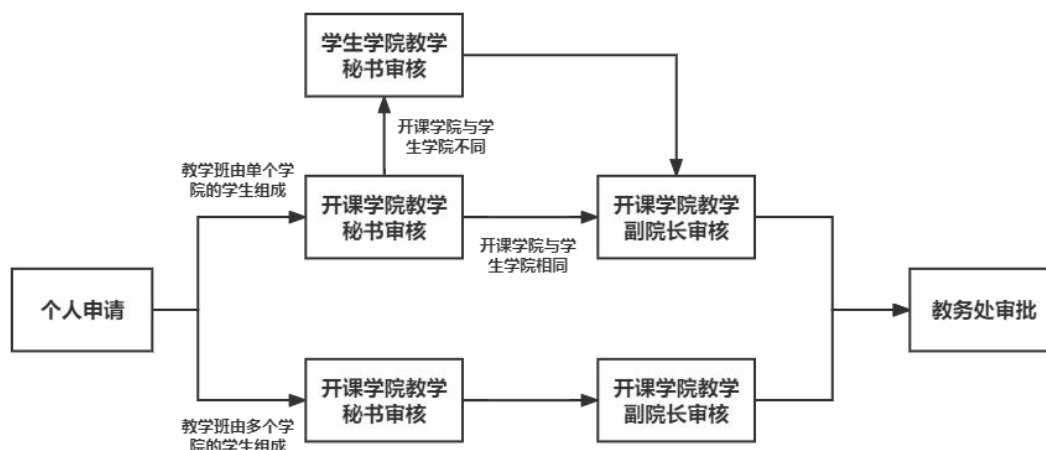 学生学院教学
秘书审核
开课学院与学
生学院不同
教学班由单个学
院的学生组成
开课学院教学
秘书审核
开课学院与学
生学院相同
开课学院教学
副院长审核
个人申请
教务处审批
开课学院教学
秘书审核
开课学院教学
副院长审核
教学班由多个学
院的学生组成